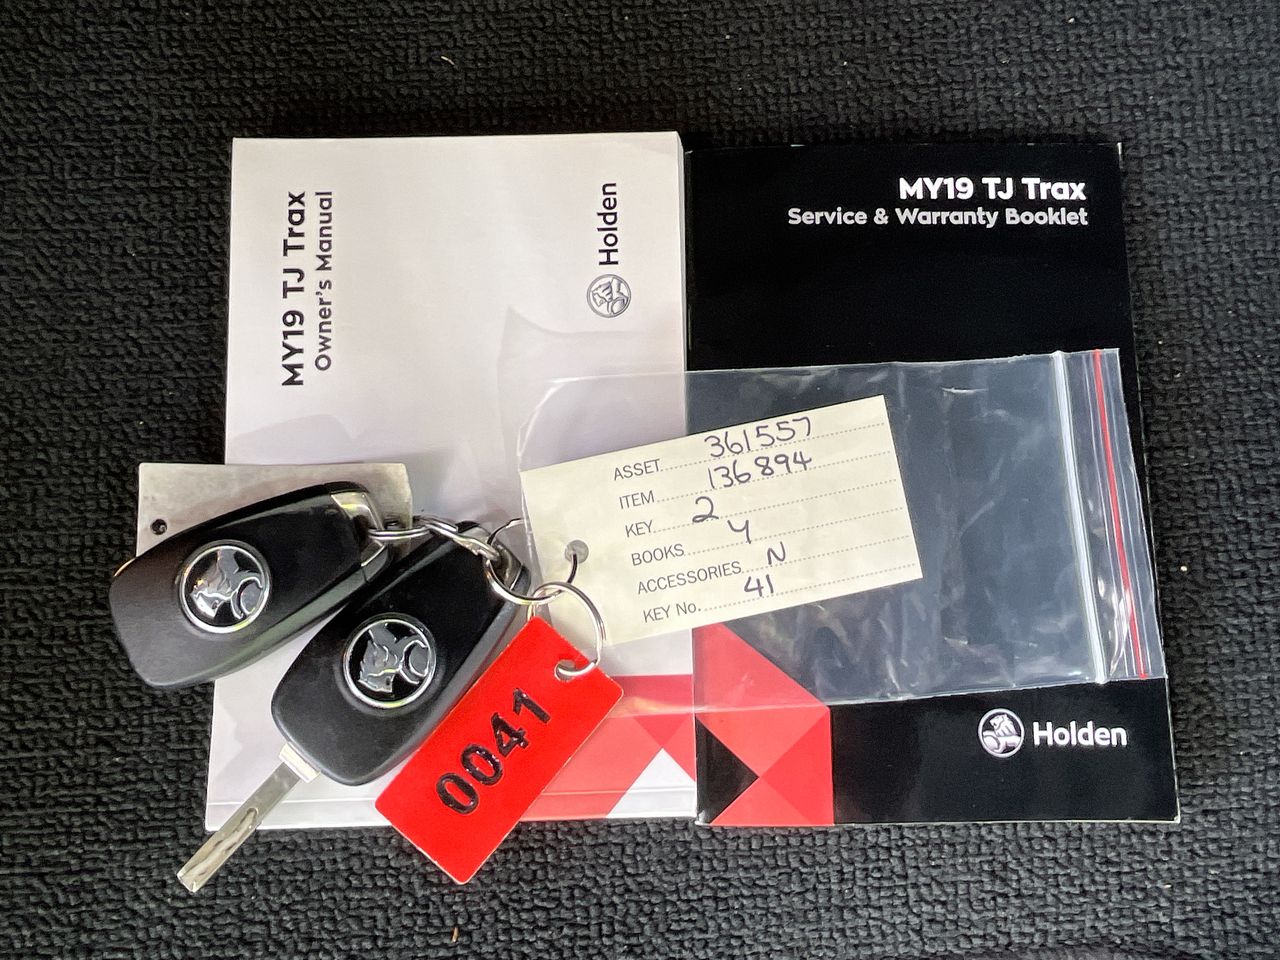 MY19 TJ Trax
Owner's Manual
Holden
MY19 TJ Trax
Service & Warranty Booklet
ASSET 361557
ITEM 136894
KEY 2
BOOKS Y
ACCESSORIES N
KEY No. 41
0041
Holden